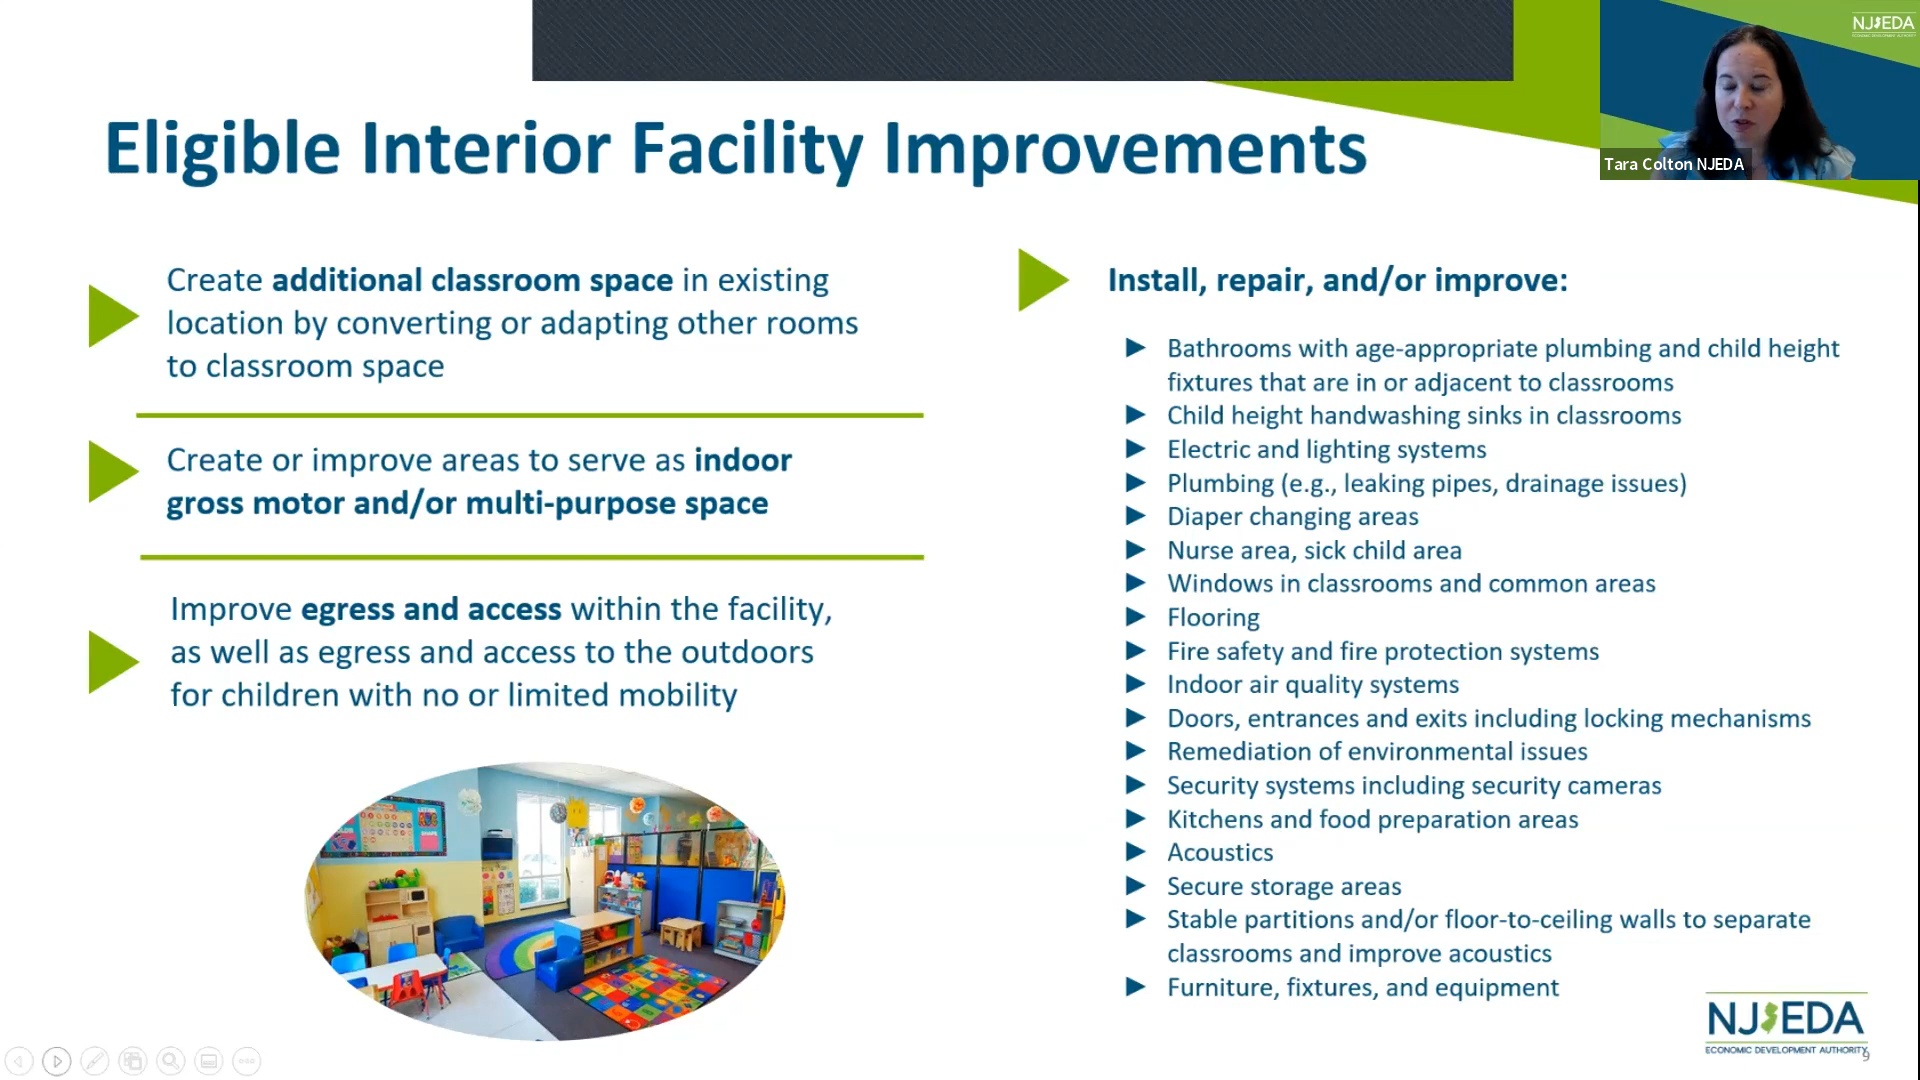 NJEDA
Tara Colton NJEDA
Eligible Interior Facility Improvements
Create additional classroom space in existing
location by converting or adapting other rooms
to classroom space
Create or improve areas to serve as indoor
gross motor and/or multi-purpose space
Improve egress and access within the facility,
as well as egress and access to the outdoors
for children with no or limited mobility
Install, repair, and/or improve:
Bathrooms with age-appropriate plumbing and child height
fixtures that are in or adjacent to classrooms
Child height handwashing sinks in classrooms
Electric and lighting systems
Plumbing (e.g., leaking pipes, drainage issues)
Diaper changing areas
Nurse area, sick child area
Windows in classrooms and common areas
Flooring
Fire safety and fire protection systems
Indoor air quality systems
Doors, entrances and exits including locking mechanisms
Remediation of environmental issues
Security systems including security cameras
Kitchens and food preparation areas
Acoustics
Secure storage areas
Stable partitions and/or floor-to-ceiling walls to separate
classrooms and improve acoustics
Furniture, fixtures, and equipment
NJEDA
ECONOMIC DEVELOPMENT AUTHORITY
9